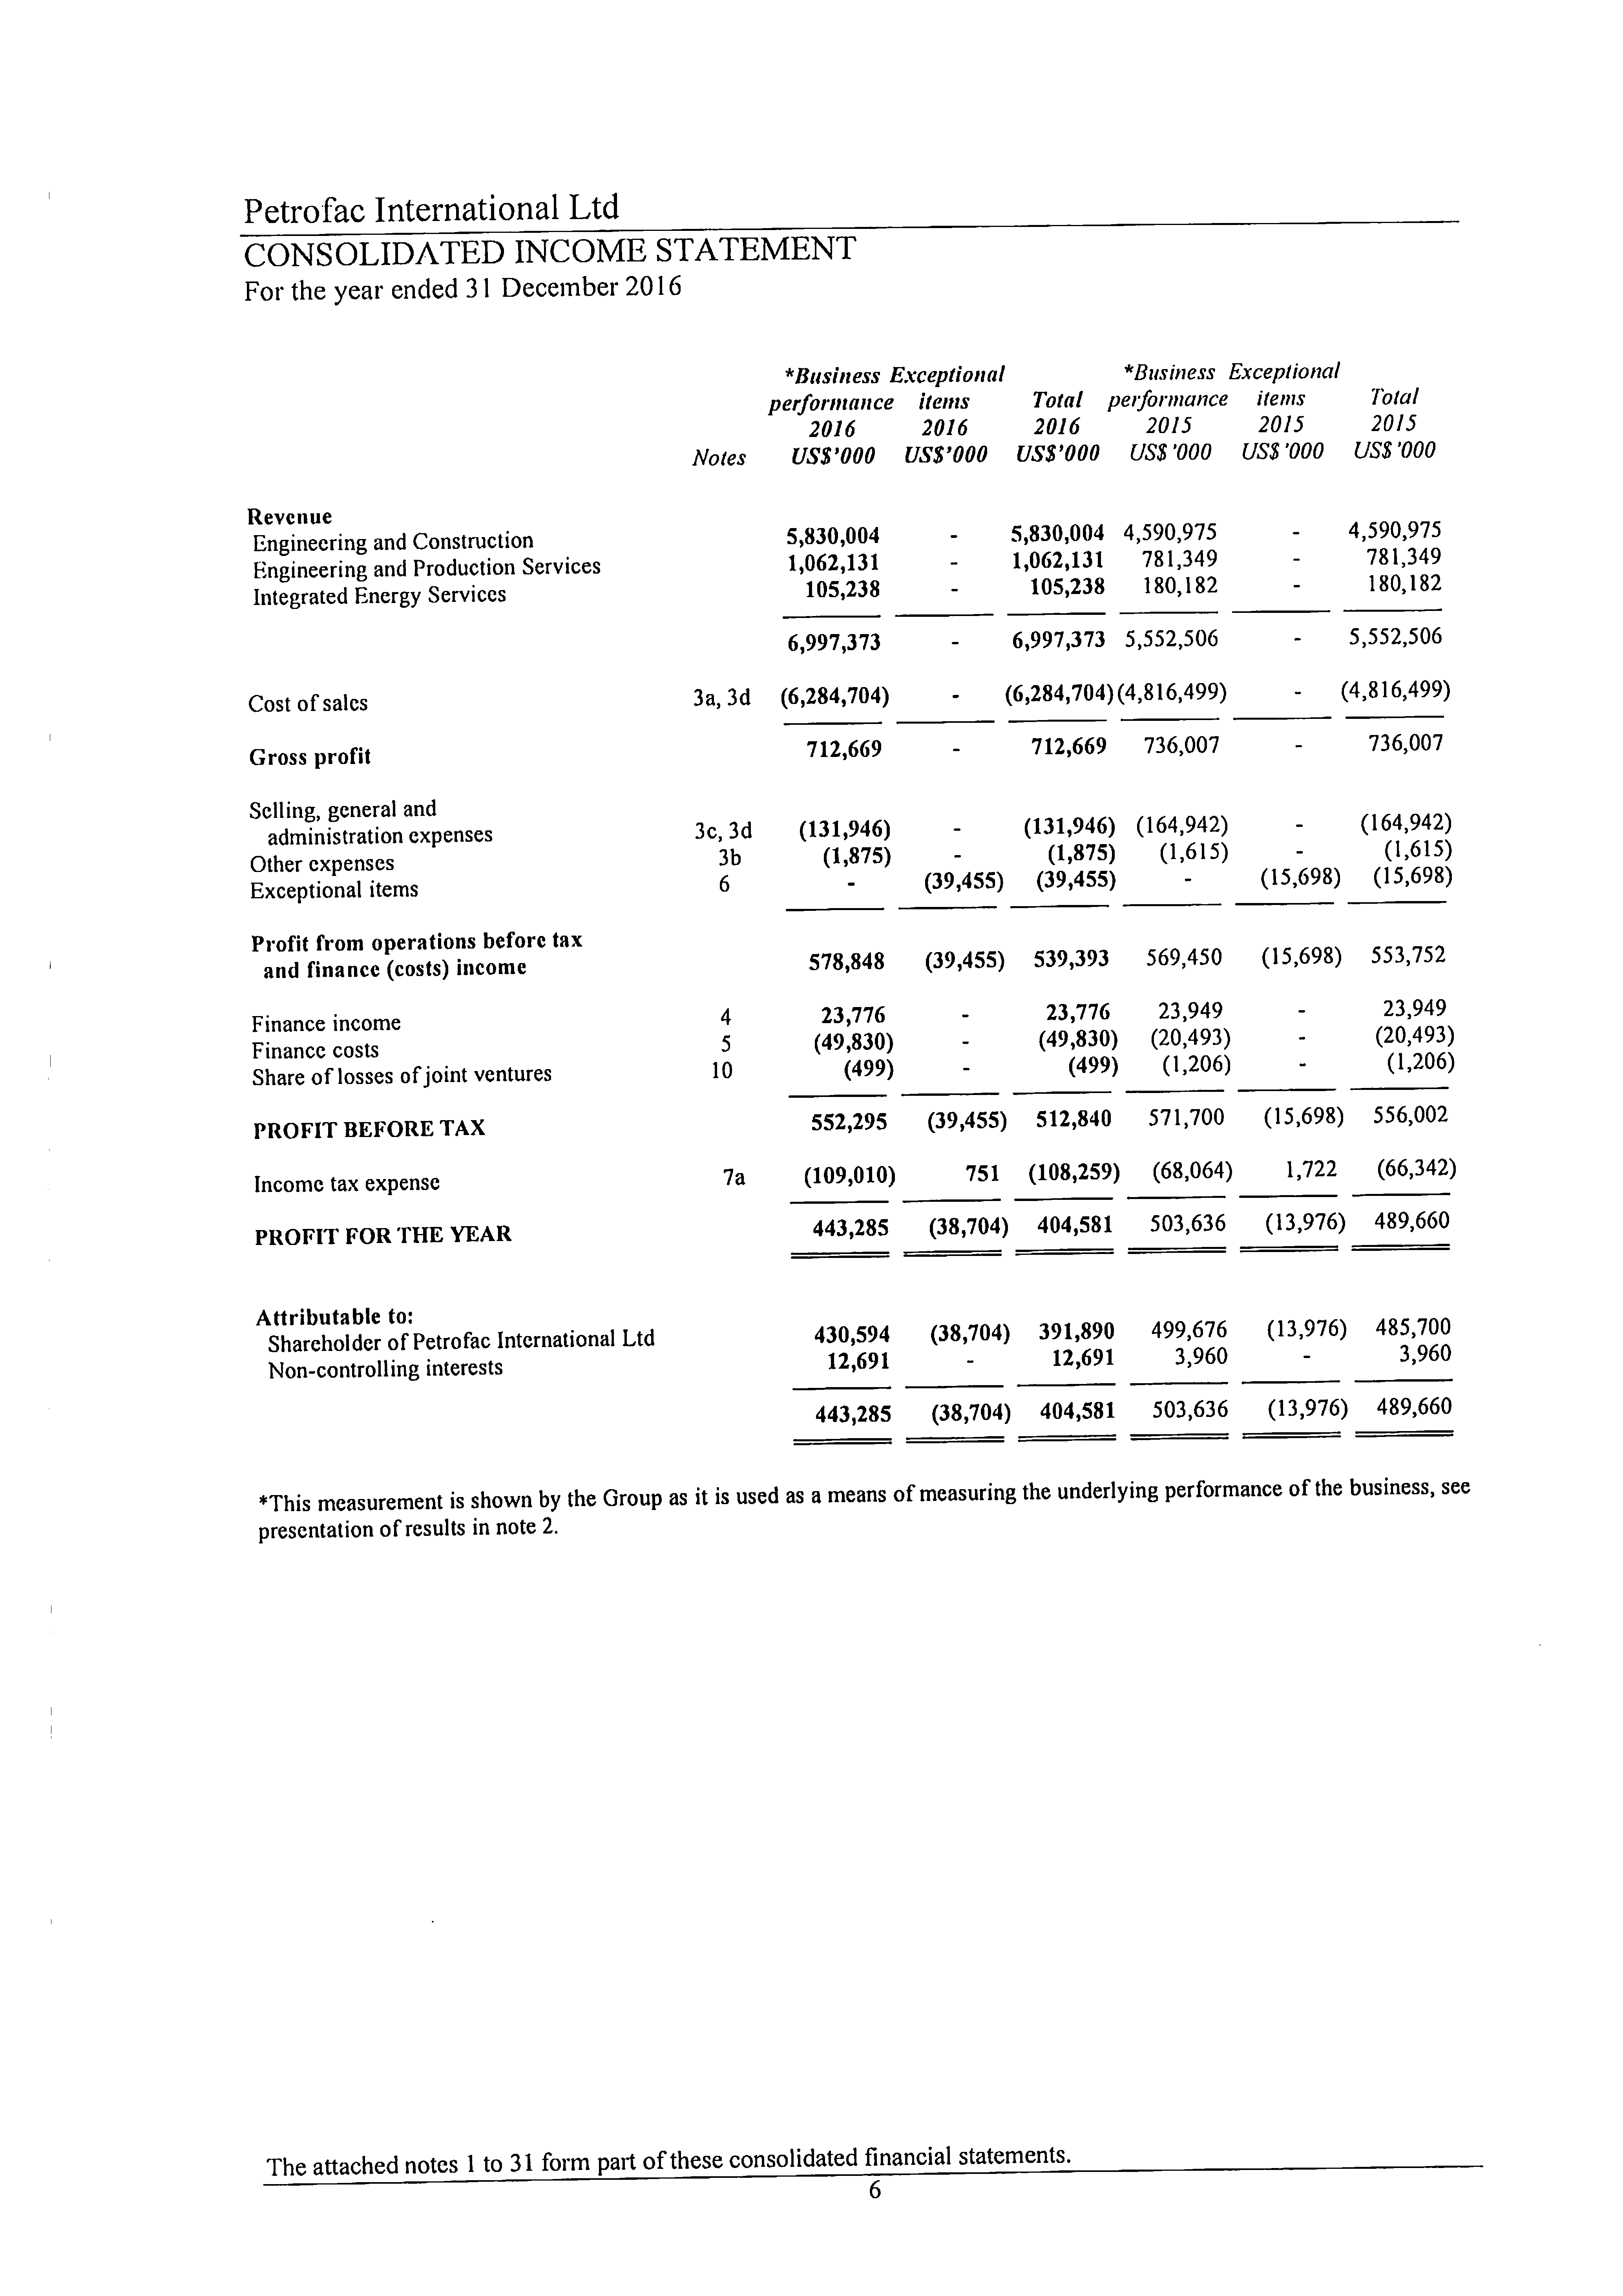 Petrofac International Ltd
CONSOLIDATED INCOME STATEMENT
For the year ended 31 December 2016
*Business Exceptional *Business Exceptional
performance items Total performance items Total
2016 2016 2016 2015 2015 2015
Notes US$'000 US$'000 US$'000 US$'000 US$'000 US$'000
Revenue
Engineering and Construction 5,830,004 - 5,830,004 4,590,975 - 4,590,975
Engineering and Production Services 1,062,131 - 1,062,131 781,349 - 781,349
Integrated Energy Services 105,238 - 105,238 180,182 - 180,182
6,997,373 - 6,997,373 5,552,506 - 5,552,506
Cost of sales 3a, 3d (6,284,704) - (6,284,704) (4,816,499) - (4,816,499)
Gross profit 712,669 - 712,669 736,007 - 736,007
Selling, general and
administration expenses 3c, 3d (131,946) - (131,946) (164,942) - (164,942)
Other expenses 3b (1,875) - (1,875) (1,615) - (1,615)
Exceptional items 6 - (39,455) (39,455) - (15,698) (15,698)
Profit from operations before tax
and finance (costs) income 578,848 (39,455) 539,393 569,450 (15,698) 553,752
Finance income 4 23,776 - 23,776 23,949 - 23,949
Finance costs 5 (49,830) - (49,830) (20,493) - (20,493)
Share of losses of joint ventures 10 (499) - (499) (1,206) - (1,206)
PROFIT BEFORE TAX 552,295 (39,455) 512,840 571,700 (15,698) 556,002
Income tax expense 7a (109,010) 751 (108,259) (68,064) 1,722 (66,342)
PROFIT FOR THE YEAR 443,285 (38,704) 404,581 503,636 (13,976) 489,660
Attributable to:
Shareholder of Petrofac International Ltd 430,594 (38,704) 391,890 499,676 (13,976) 485,700
Non-controlling interests 12,691 - 12,691 3,960 - 3,960
443,285 (38,704) 404,581 503,636 (13,976) 489,660
*This measurement is shown by the Group as it is used as a means of measuring the underlying performance of the business, see
presentation of results in note 2.
The attached notes 1 to 31 form part of these consolidated financial statements.
6